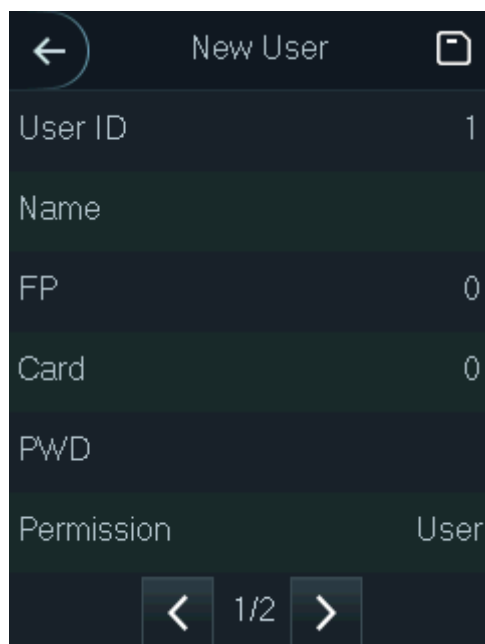 New User
User ID 1
Name
FP 0
Card 0
PWD
Permission User
1/2